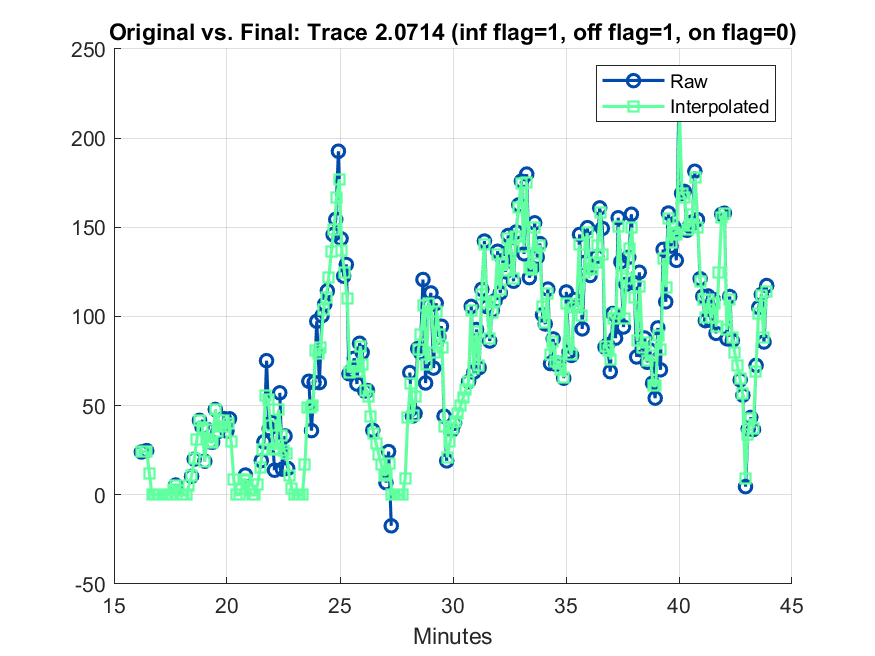 Original vs. Final: Trace 2.0714 (inf flag=1, off flag=1, on flag=0)
250
200
150
100
50
0
-50
Raw
Interpolated
15 20 25 30 35 40 45
Minutes